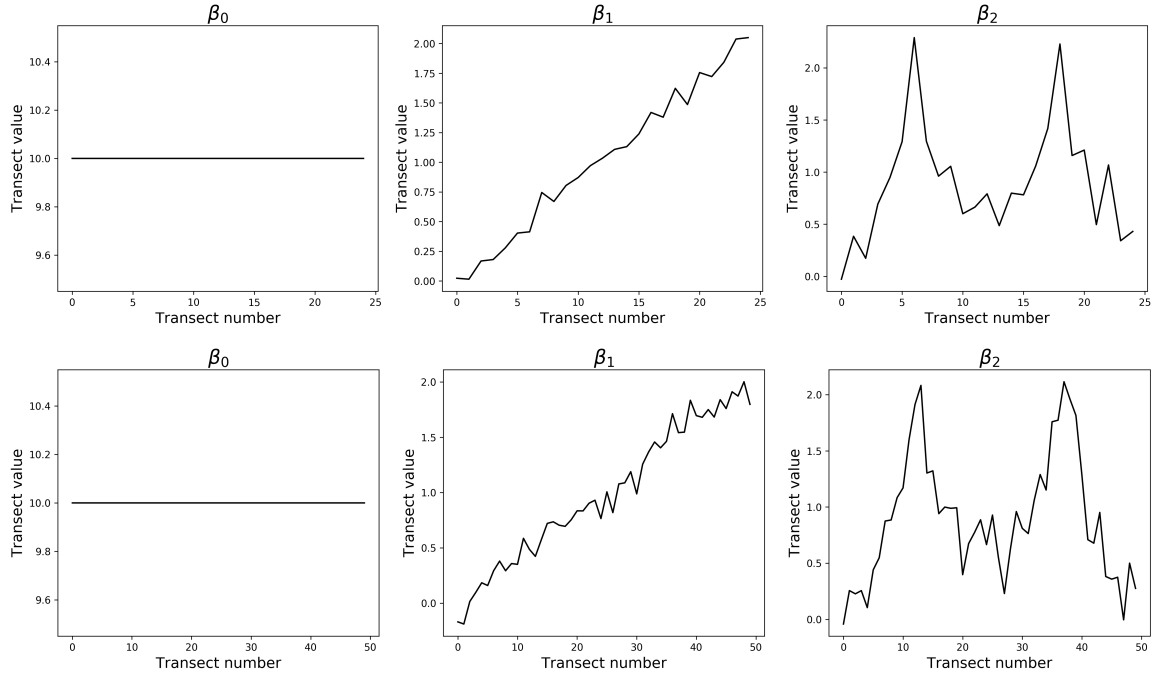 β0 β1 β2
10.4
10.2
10.0
9.8
9.6
Transect value
0 5 10 15 20 25
Transect number
2.00
1.75
1.50
1.25
1.00
0.75
0.50
0.25
0.00
Transect value
0 5 10 15 20 25
Transect number
2.0
1.5
1.0
0.5
0.0
Transect value
0 5 10 15 20 25
Transect number
β0 β1 β2
10.4
10.2
10.0
9.8
9.6
Transect value
0 10 20 30 40 50
Transect number
2.0
1.5
1.0
0.5
0.0
Transect value
0 10 20 30 40 50
Transect number
2.0
1.5
1.0
0.5
0.0
Transect value
0 10 20 30 40 50
Transect number